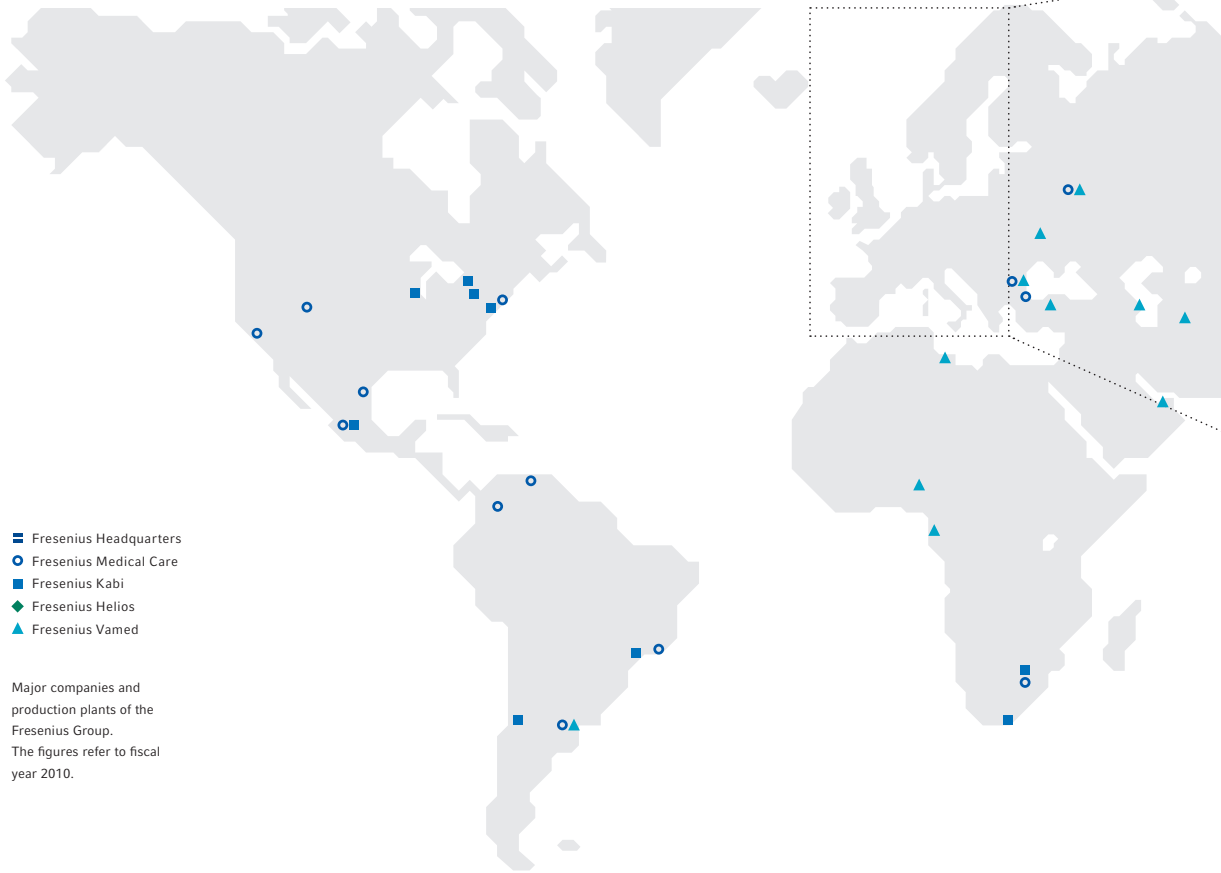 Fresenius Headquarters
Fresenius Medical Care
Fresenius Kabi
Fresenius Helios
Fresenius Vamed
Major companies and
production plants of the
Fresenius Group.
The figures refer to fiscal
year 2010.